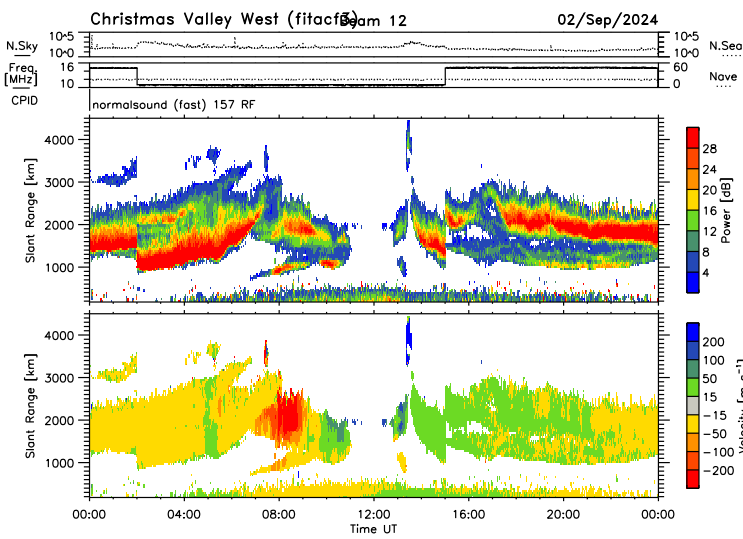 Christmas Valley West (fitacf3) Beam 12 02/Sep/2024
N.Sky 10^5 10^0 10^5 10^0 N.Sea
Freq. [MHz] 16 10 60 0 Nave
CPID normalsound (fast) 157 RF
Slant Range [km] 4000 3000 2000 1000
Power [dB] 28 24 20 16 12 8 4
Slant Range [km] 4000 3000 2000 1000
200 100 50 15 -15 -50 -100 -200
Velocity [m s^-1]
00:00 04:00 08:00 12:00 16:00 20:00 00:00
Time UT